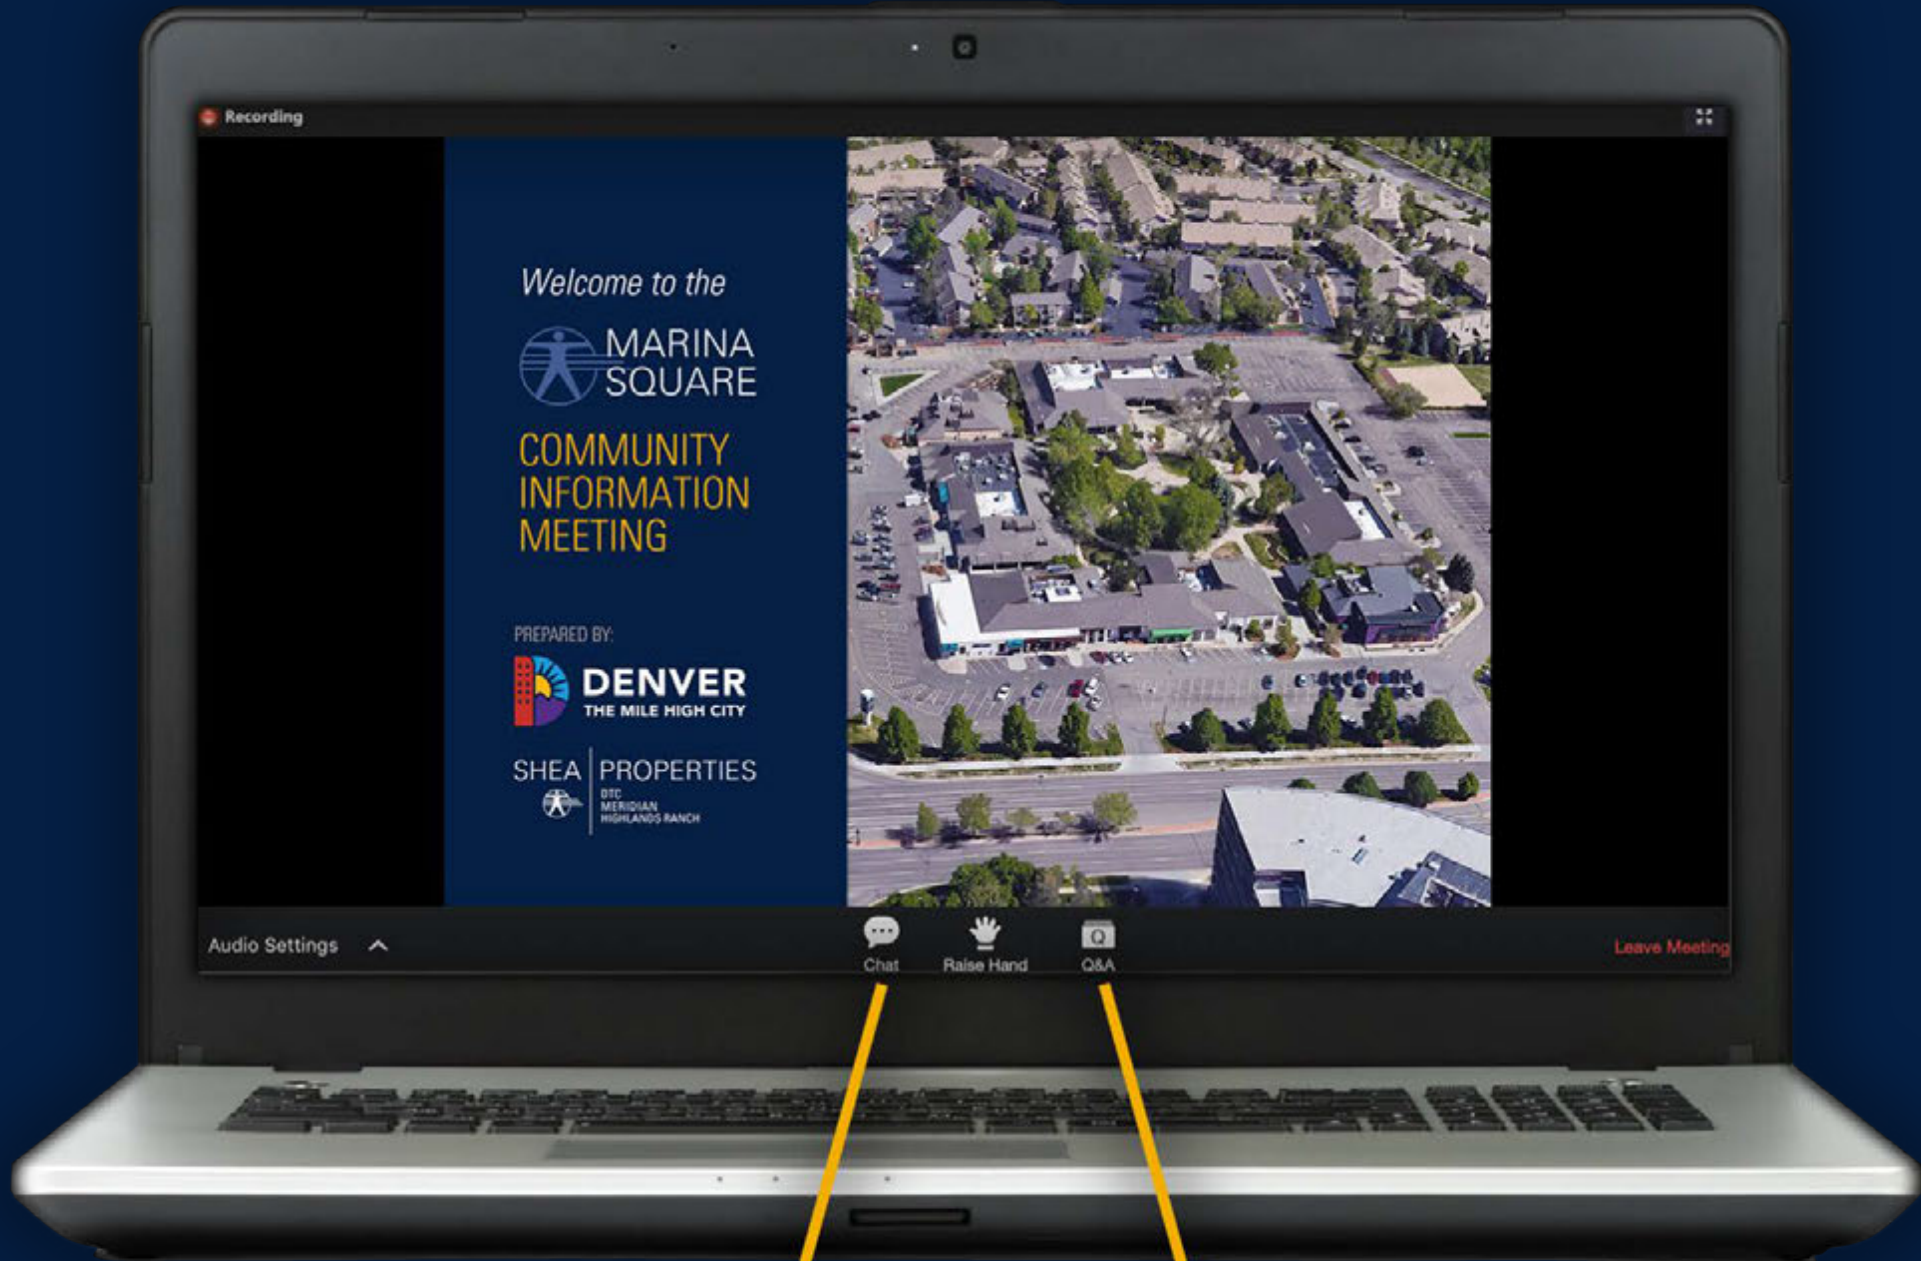 Recording
Welcome to the
MARINA
SQUARE
COMMUNITY
INFORMATION
MEETING
PREPARED BY:
DENVER
THE MILE HIGH CITY
SHEA PROPERTIES
DTC
MERIDIAN
HIGHLANDS RANCH
Audio Settings
Chat
Raise Hand
Q
Q&A
Leave Meeting